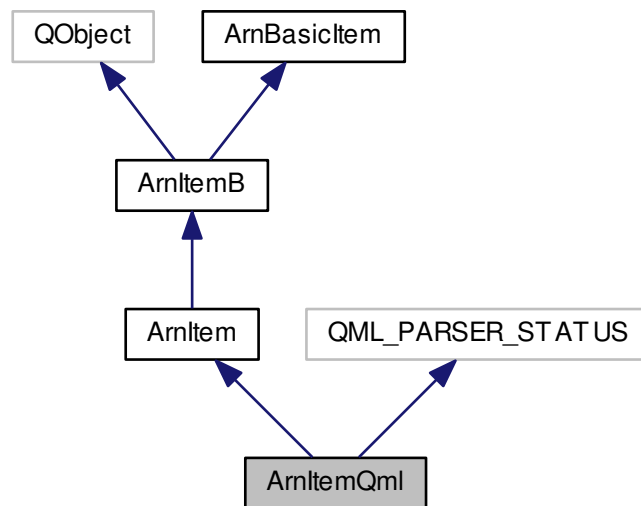 QObject
ArnBasicItem
ArnItemB
ArnItem
QML_PARSER_STATUS
ArnItemQml